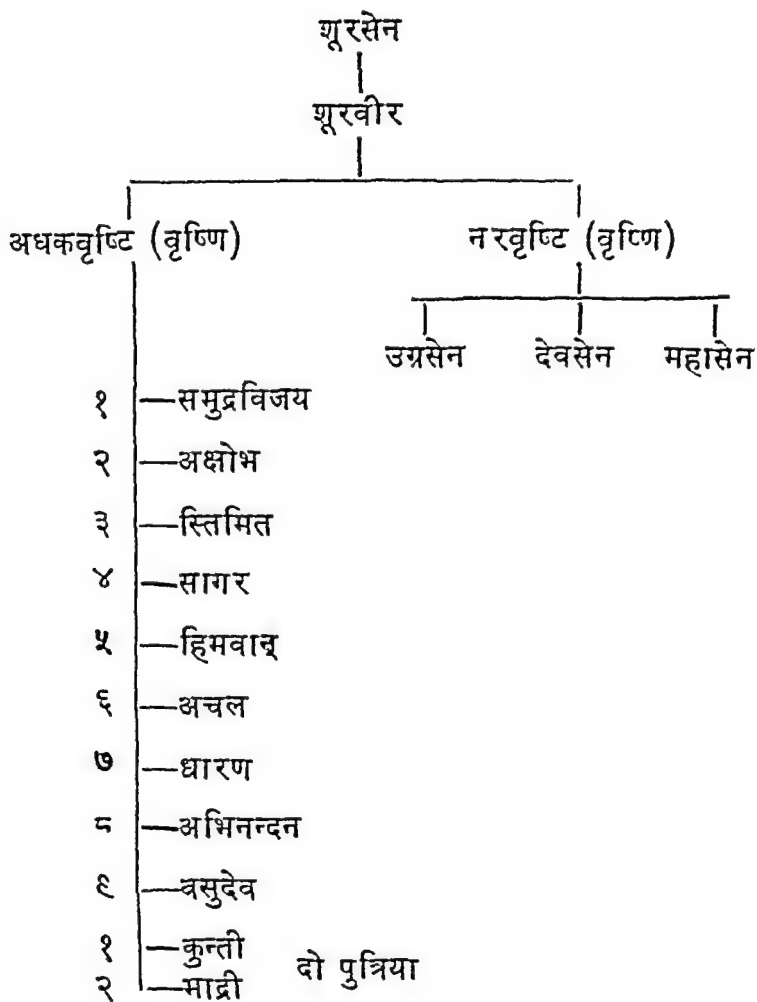 शूरसेन
शूरवीर
अधकवृष्टि (वृष्णि) नरवृष्टि (वृष्णि)
उग्रसेन देवसेन महासेन
१ समुद्रविजय
२ अक्षोभ
३ स्तिमित
४ सागर
५ हिमवान्
६ अचल
७ धारण
८ अभिनन्दन
९ वसुदेव
१ कुन्ती
दो पुत्रिया
२ माद्री